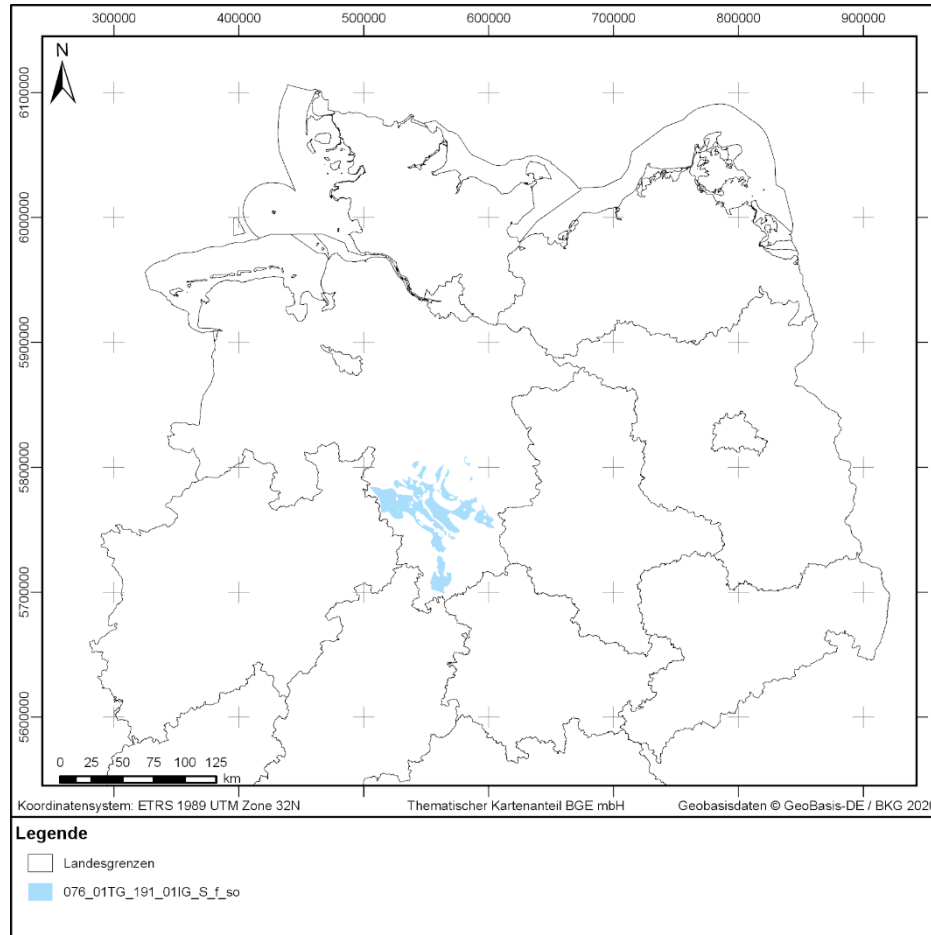 300000 400000 500000 600000 700000 800000 900000
N
6100000
6000000
5900000
5800000
5700000
5600000
0 25 50 75 100 125
km
Koordinatensystem: ETRS 1989 UTM Zone 32N Thematischer Kartenanteil BGE mbH Geobasisdaten © GeoBasis-DE / BKG 2020
Legende
Landesgrenzen
076_01TG_191_01IG_S_f_so